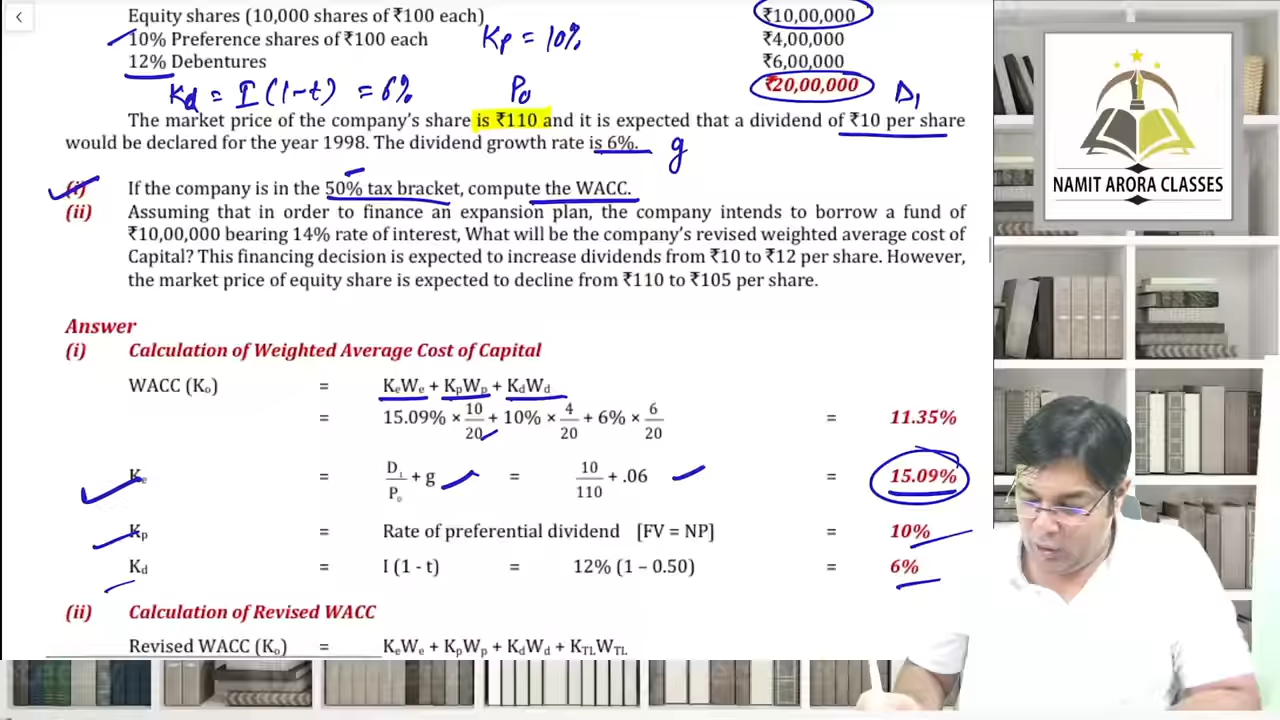 Equity shares (10,000 shares of ₹100 each) ₹10,00,000
10% Preference shares of ₹100 each Kp = 10% ₹4,00,000
12% Debentures ₹6,00,000
Kd = I (1-t) = 6% P0 ₹20,00,000 D1
The market price of the company's share is ₹110 and it is expected that a dividend of ₹10 per share
would be declared for the year 1998. The dividend growth rate is 6%. g
(i) If the company is in the 50% tax bracket, compute the WACC.
(ii) Assuming that in order to finance an expansion plan, the company intends to borrow a fund of
₹10,00,000 bearing 14% rate of interest, What will be the company's revised weighted average cost of
Capital? This financing decision is expected to increase dividends from ₹10 to ₹12 per share. However,
the market price of equity share is expected to decline from ₹110 to ₹105 per share.
NAMIT ARORA CLASSES
Answer
(i) Calculation of Weighted Average Cost of Capital
WACC (Ko) = KeWe + KpWp + KdWd
= 15.09% × 10/20 + 10% × 4/20 + 6% × 6/20 = 11.35%
Ke = D1/P0 + g = 10/110 + .06 = 15.09%
Kp = Rate of preferential dividend [FV = NP] = 10%
Kd = I (1 - t) = 12% (1 – 0.50) = 6%
(ii) Calculation of Revised WACC
Revised WACC (Ko) = KeWe + KpWp + KdWd + KTLWTL